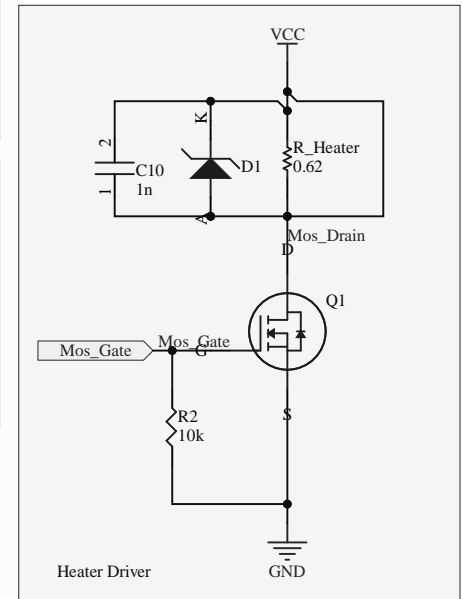 VCC
K
2
R_Heater
C10
D1
0.62
1
1n
A
Mos_Drain
D
Q1
Mos_Gate
Mos_Gate
G
R2
10k
S
Heater Driver
GND